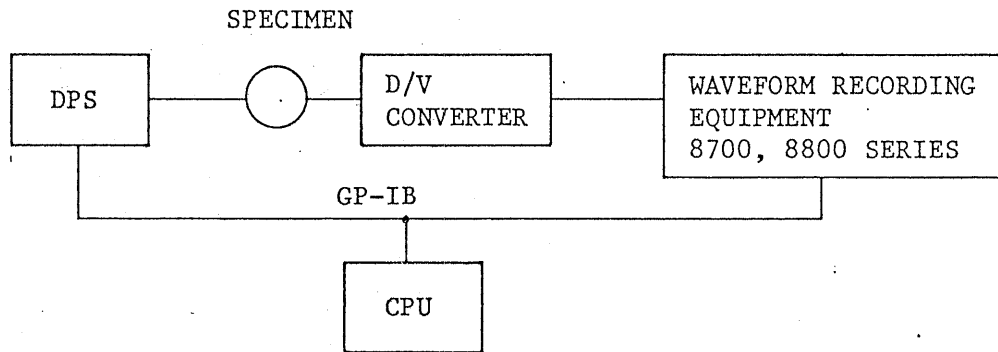 SPECIMEN
DPS
D/V
CONVERTER
WAVEFORM RECORDING
EQUIPMENT
8700, 8800 SERIES
GP-IB
CPU